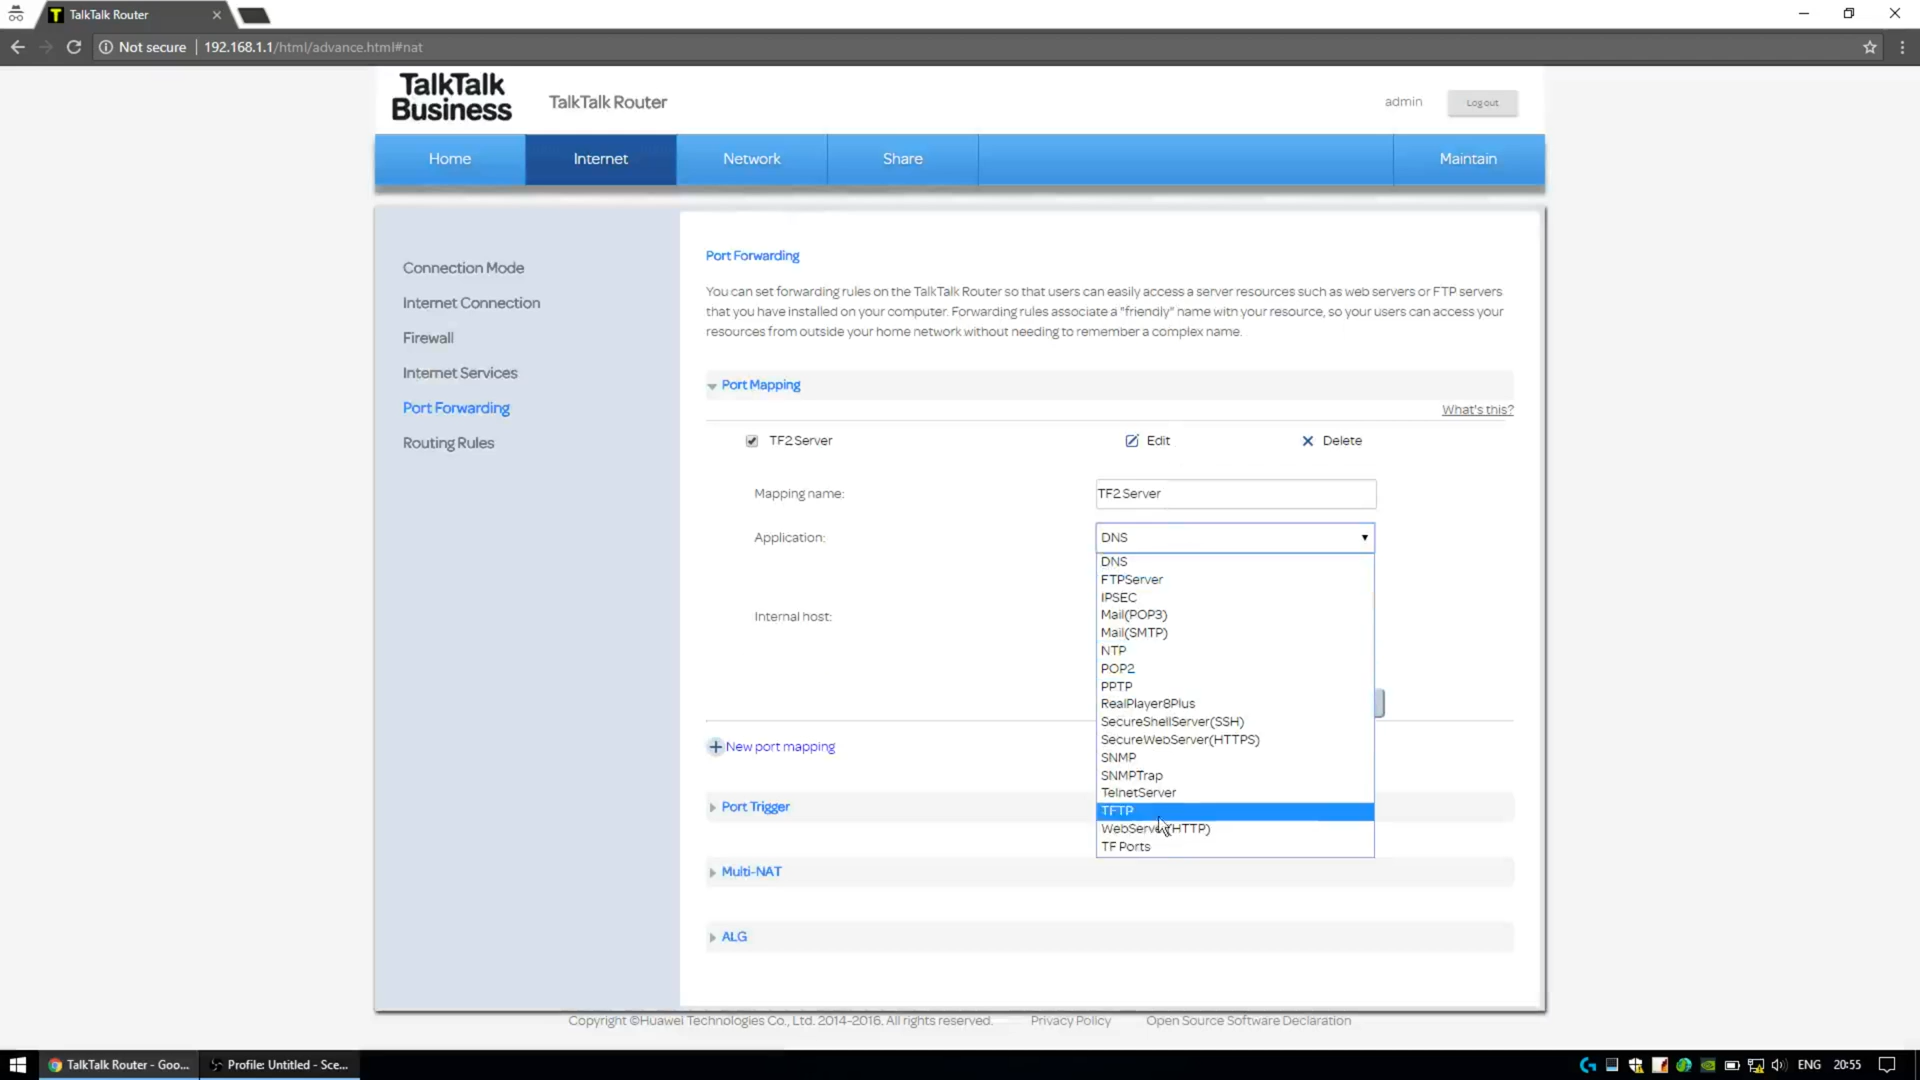 TalkTalk Router
Not secure
192.168.1.1/html/advance.html#nat
TalkTalk
Business
TalkTalk Router
admin
Log out
Home
Internet
Network
Share
Maintain
Connection Mode
Internet Connection
Firewall
Internet Services
Port Forwarding
Routing Rules
Port Forwarding
You can set forwarding rules on the TalkTalk Router so that users can easily access a server resources such as web servers or FTP servers
that you have installed on your computer. Forwarding rules associate a "friendly" name with your resource, so your users can access your
resources from outside your home network without needing to remember a complex name.
Port Mapping
What's this?
TF2 Server
Edit
Delete
Mapping name:
TF2 Server
Application:
DNS
DNS
FTPServer
IPSEC
Mail(POP3)
Mail(SMTP)
NTP
POP2
PPTP
RealPlayer8Plus
SecureShellServer(SSH)
SecureWebServer(HTTPS)
SNMP
SNMPTrap
TelnetServer
TFTP
WebServer(HTTP)
TF Ports
Internal host:
New port mapping
Port Trigger
Multi-NAT
ALG
Copyright ©Huawei Technologies Co., Ltd. 2014-2016. All rights reserved.
Privacy Policy
Open Source Software Declaration
TalkTalk Router - Goo...
Profile: Untitled - Sce...
ENG
20:55